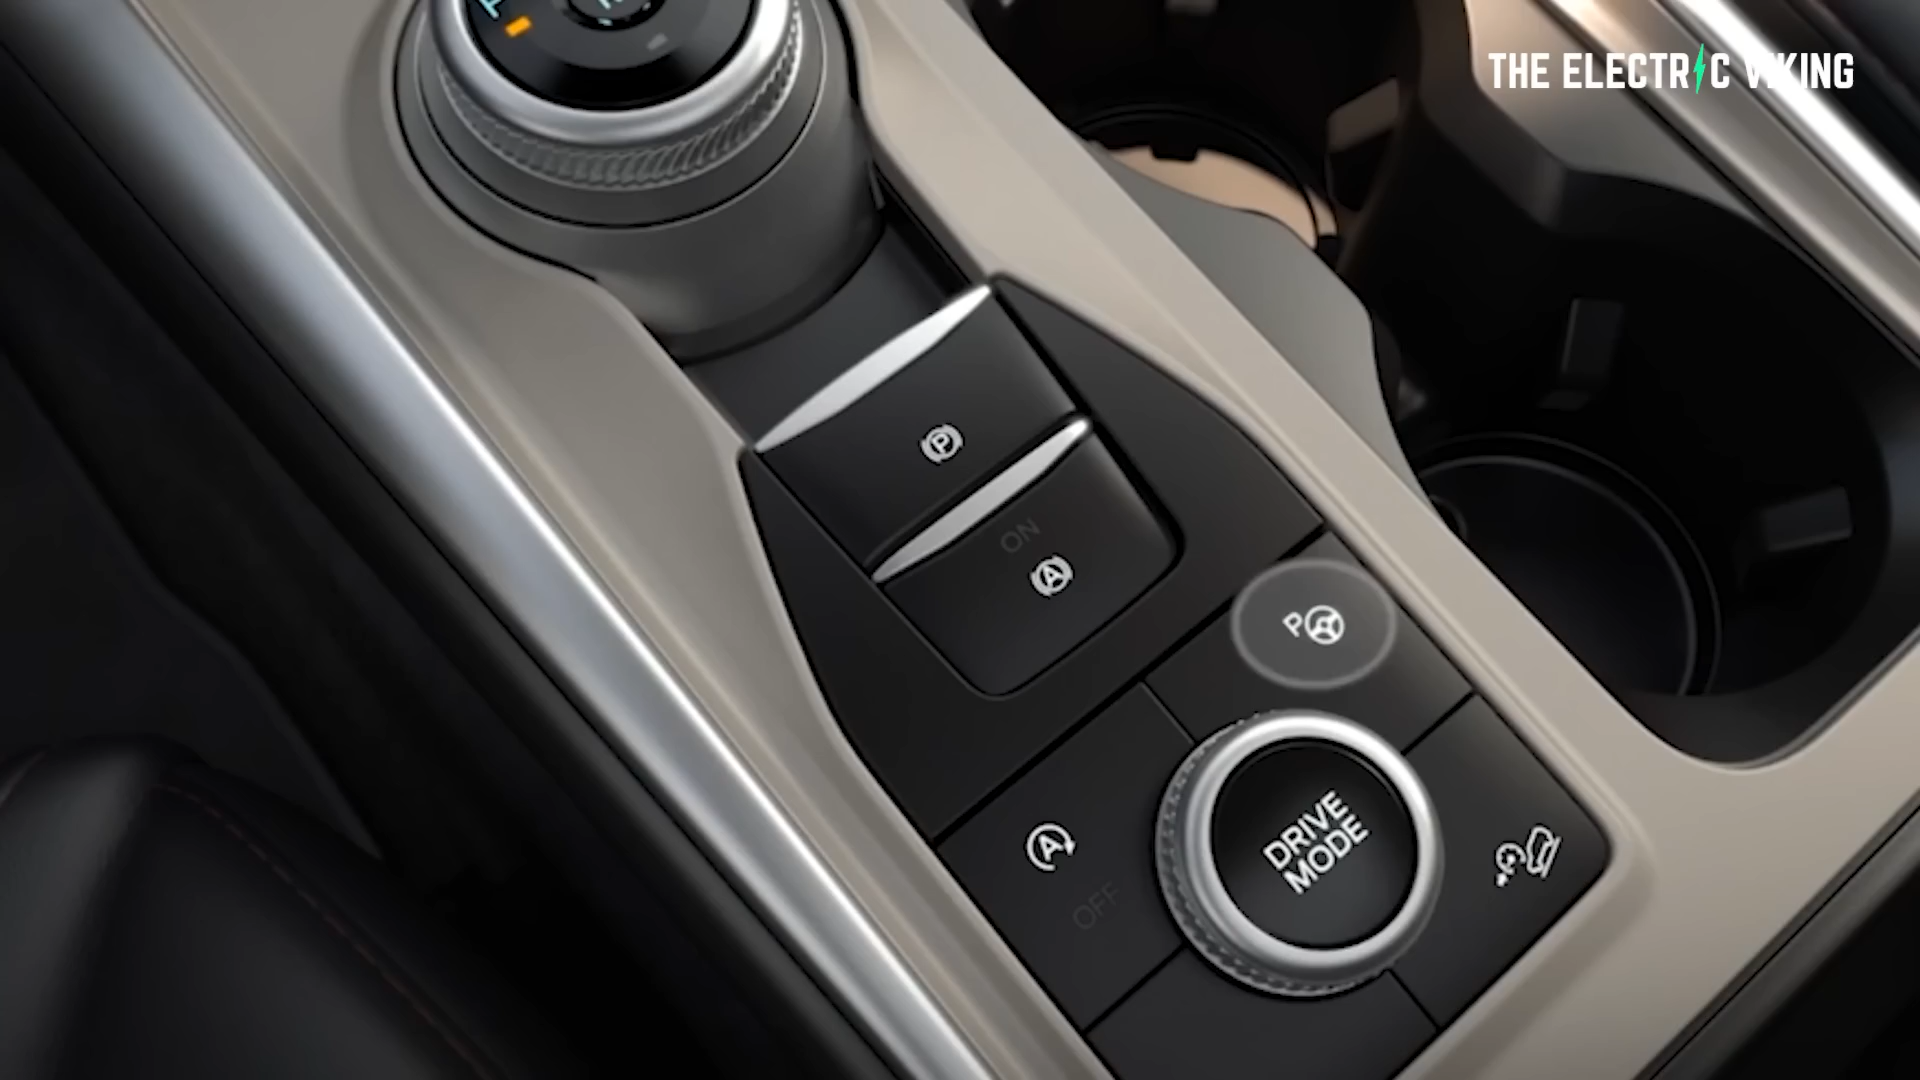 THE ELECTRIC VIKING
P
P
ON
A
P
A
OFF
DRIVE
MODE